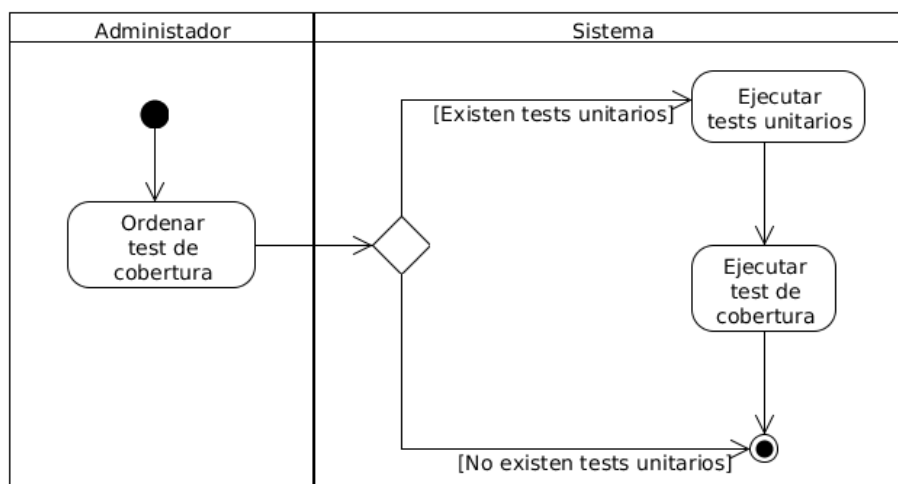 Administador
Sistema
Ordenar
test de
cobertura
[Existen tests unitarios]
Ejecutar
tests unitarios
Ejecutar
test de
cobertura
[No existen tests unitarios]